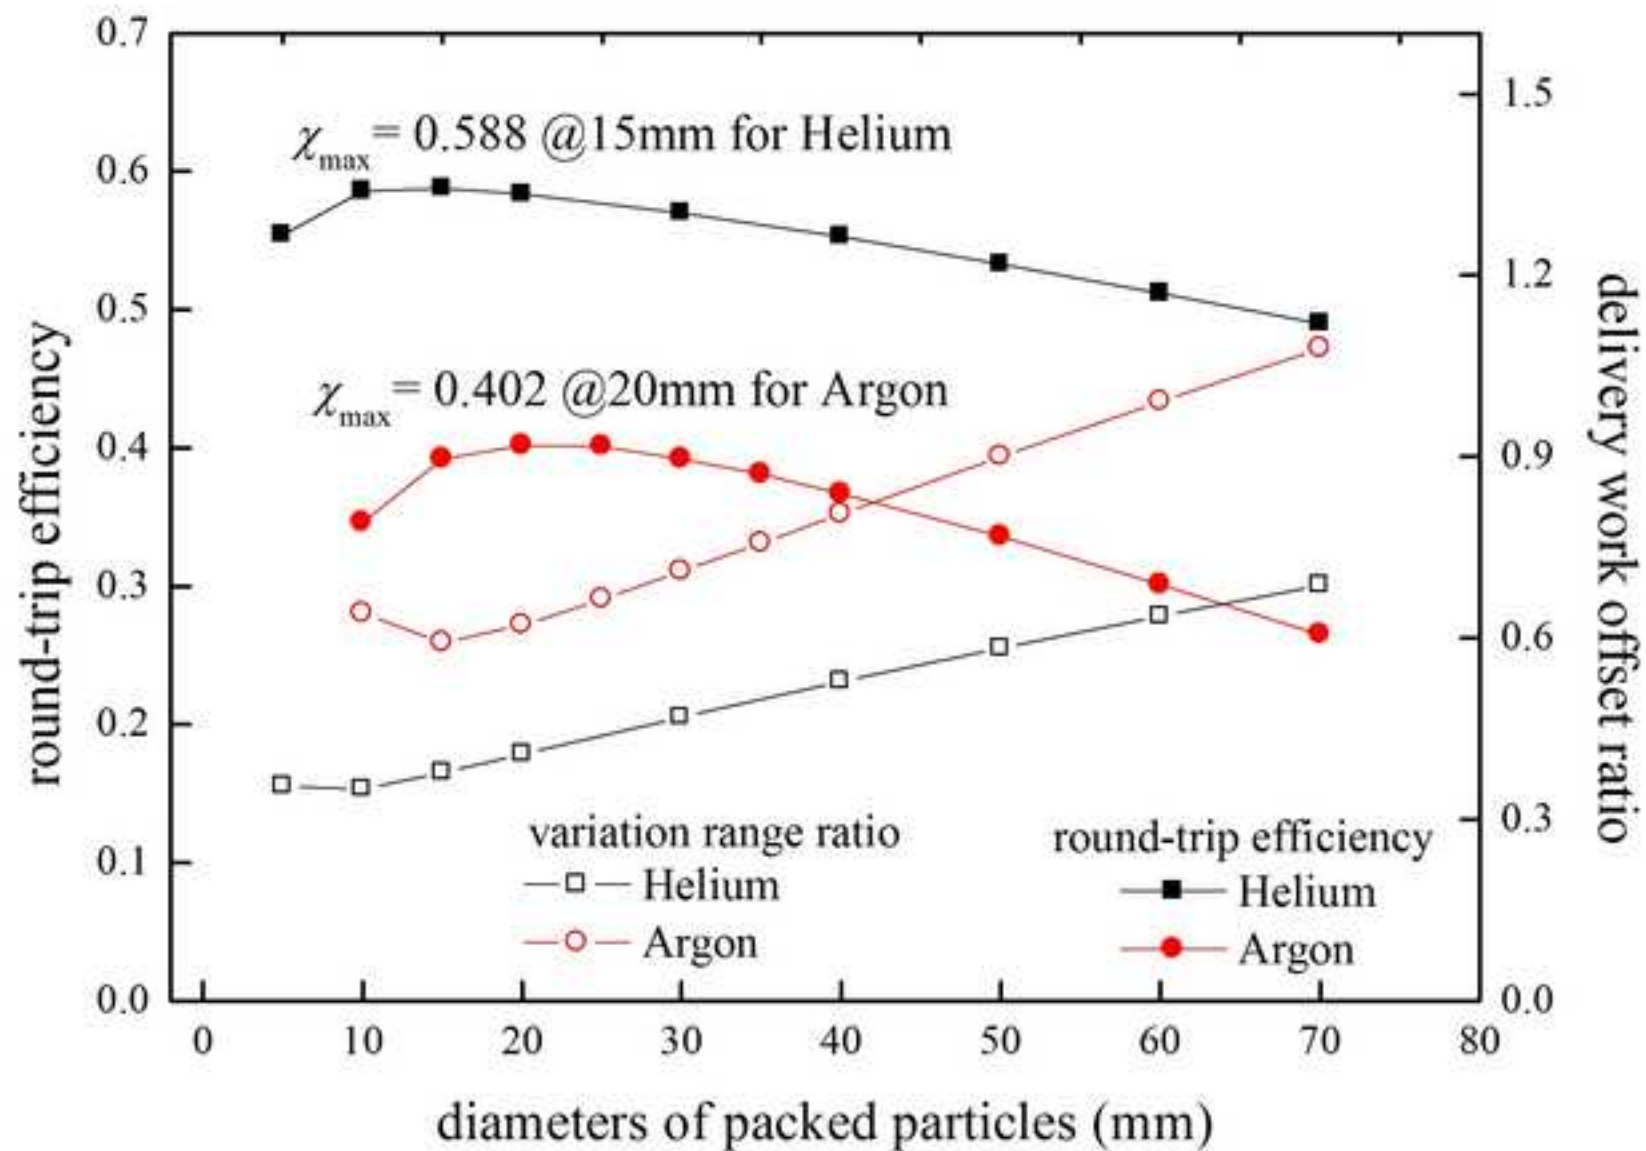 0.7
0.6
0.5
0.4
0.3
0.2
0.1
0.0
round-trip efficiency
χmax = 0.588 @15mm for Helium
χmax = 0.402 @20mm for Argon
variation range ratio
Helium
Argon
round-trip efficiency
Helium
Argon
1.5
1.2
0.9
0.6
0.3
0.0
delivery work offset ratio
0 10 20 30 40 50 60 70 80
diameters of packed particles (mm)